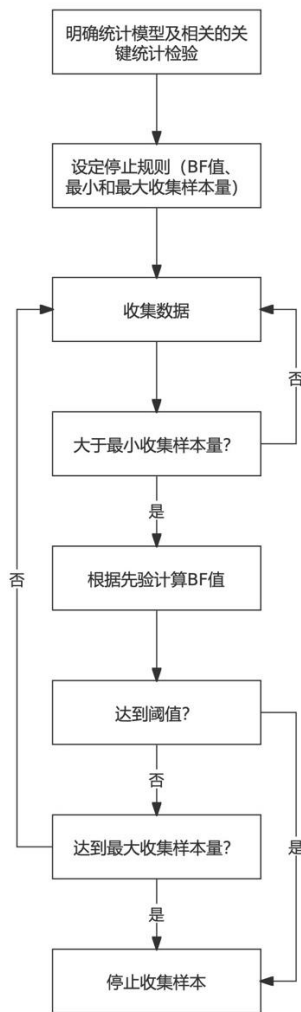 明确统计模型及相关的关
键统计检验
设定停止规则（BF值、
最小和最大收集样本量）
收集数据
否
大于最小收集样本量？
是
否
根据先验计算BF值
达到阈值？
否
是
达到最大收集样本量？
是
停止收集样本